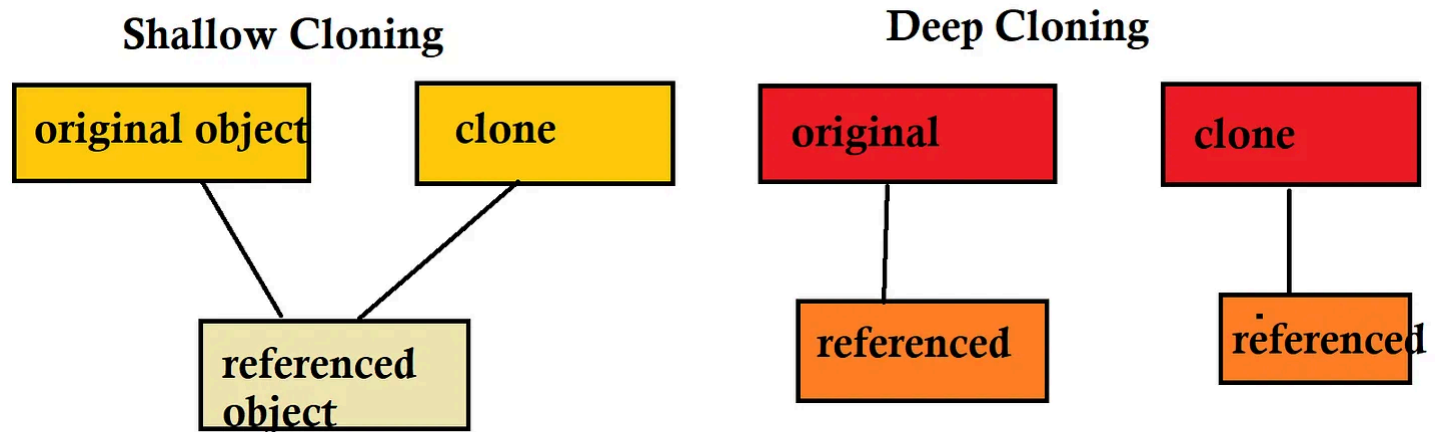 Shallow Cloning
original object
clone
referenced
object
Deep Cloning
original
clone
referenced
referenced